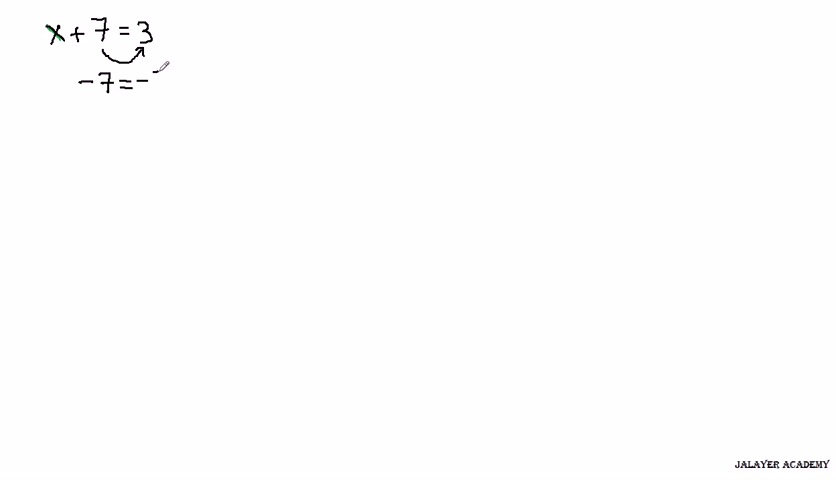 x + 7 = 3
- 7 = -
JALAYER ACADEMY